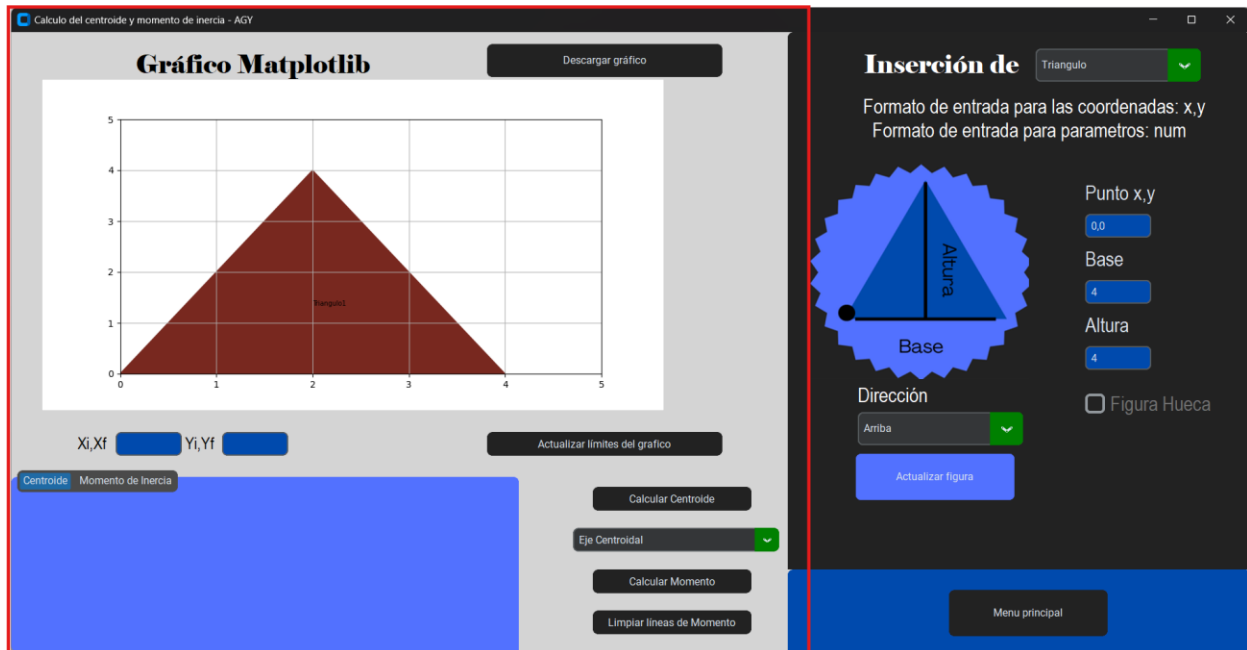 Calculo del centroide y momento de inercia - AGY
Gráfico Matplotlib
Descargar gráfico
5
4
3
2
1
0
Triangulo1
0 1 2 3 4 5
Xi,Xf
Yi,Yf
Actualizar límites del grafico
Centroide
Momento de Inercia
Calcular Centroide
Eje Centroidal
Calcular Momento
Limpiar líneas de Momento
Inserción de
Triangulo
Formato de entrada para las coordenadas: x,y
Formato de entrada para parametros: num
Altura
Base
Punto x,y
0,0
Base
4
Altura
4
Figura Hueca
Dirección
Arriba
Actualizar figura
Menu principal